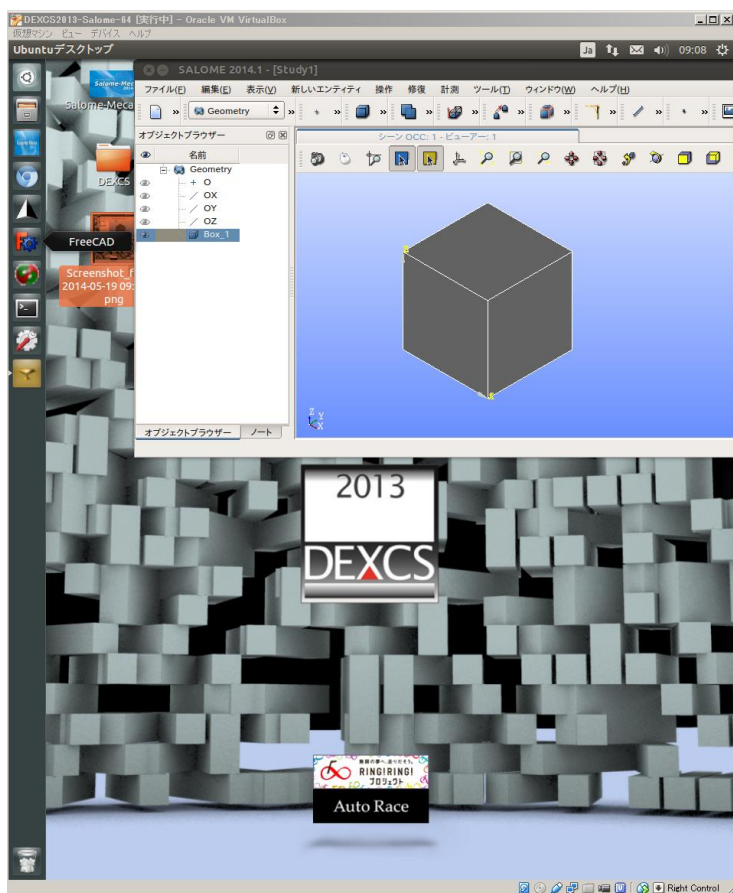 DEXCS2013-Salome-64 [実行中] - Oracle VM VirtualBox
仮想マシン ビュー デバイス ヘルプ
Ubuntuデスクトップ
Ja
09:08
SALOME 2014.1 - [Study1]
ファイル(F) 編集(E) 表示(V) 新しいエンティティ 操作 修復 計測 ツール(T) ウィンドウ(W) ヘルプ(H)
Geometry
オブジェクトブラウザー
シーン OCC: 1 - ビューアー: 1
名前
Geometry
O
OX
OY
OZ
Box_1
Salome-Meca
DEXCS
FreeCAD
Screenshot_f
2014-05-19 09:
png
Z Y
X
オブジェクトブラウザー ノート
2013
DEXCS
RING!RING!
プロジェクト
Auto Race
Right Control